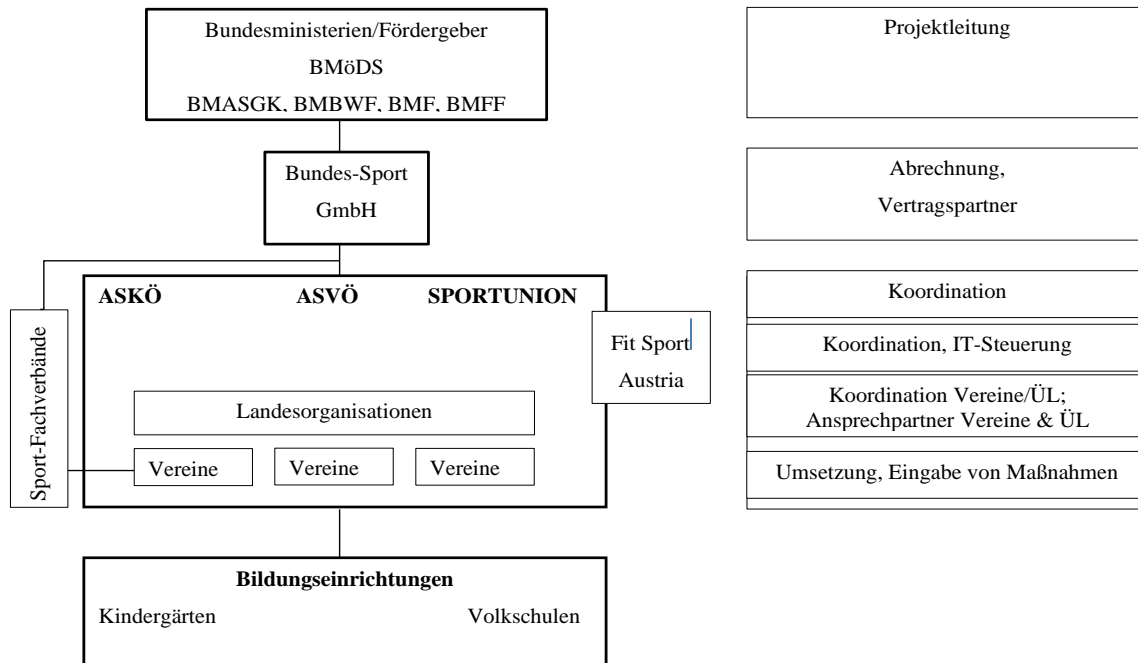 Bundesministerien/Fördergeber
BMöDS
BMASGK, BMBWF, BMF, BMFF
Projektleitung
Bundes-Sport
GmbH
Abrechnung,
Vertragspartner
ASKÖ
ASVÖ
SPORTUNION
Koordination
Sport-Fachverbände
Fit Sport
Austria
Koordination, IT-Steuerung
Landesorganisationen
Koordination Vereine/ÜL;
Ansprechpartner Vereine & ÜL
Vereine
Vereine
Vereine
Umsetzung, Eingabe von Maßnahmen
Bildungseinrichtungen
Kindergärten
Volkschulen